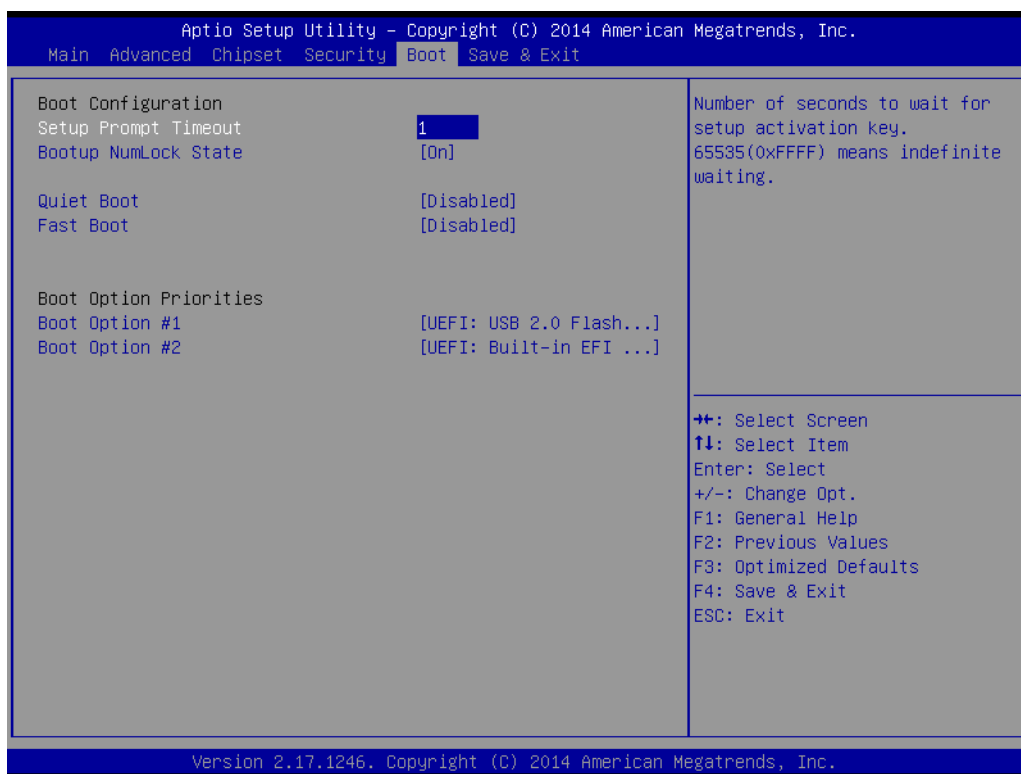 Aptio Setup Utility – Copyright (C) 2014 American Megatrends, Inc.
Main Advanced Chipset Security Boot Save & Exit
Boot Configuration
Setup Prompt Timeout 1
Bootup NumLock State [On]
Quiet Boot [Disabled]
Fast Boot [Disabled]
Boot Option Priorities
Boot Option #1 [UEFI: USB 2.0 Flash...]
Boot Option #2 [UEFI: Built-in EFI ...]
Number of seconds to wait for
setup activation key.
65535(0xFFFF) means indefinite
waiting.
→←: Select Screen
↑↓: Select Item
Enter: Select
+/-: Change Opt.
F1: General Help
F2: Previous Values
F3: Optimized Defaults
F4: Save & Exit
ESC: Exit
Version 2.17.1246. Copyright (C) 2014 American Megatrends, Inc.